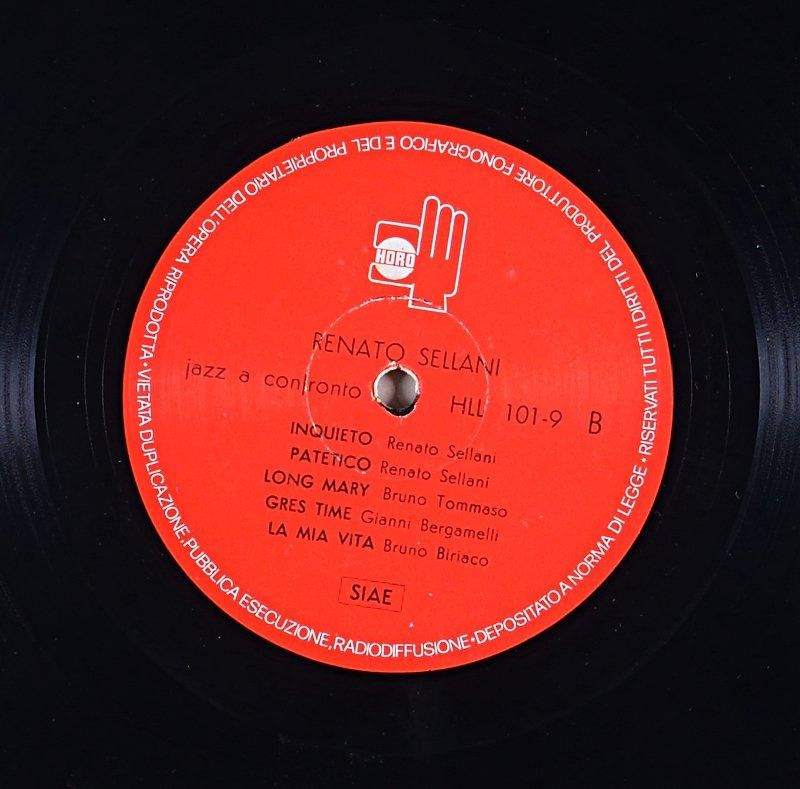 HORO
RENATO SELLANI
jazz a confronto
HLL 101-9 B
INQUIETO Renato Sellani
PATETICO Renato Sellani
LONG MARY Bruno Tommaso
GRES TIME Gianni Bergamelli
LA MIA VITA Bruno Biriaco
SIAE
RISERVATI TUTTI I DIRITTI DEL PRODUTTORE FONOGRAFICO E DEL PROPRIETARIO DELL'OPERA RIPRODOTTA • VIETATA DUPLICAZIONE, PUBBLICA ESECUZIONE, RADIODIFFUSIONE • DEPOSITATO A NORMA DI LEGGE •